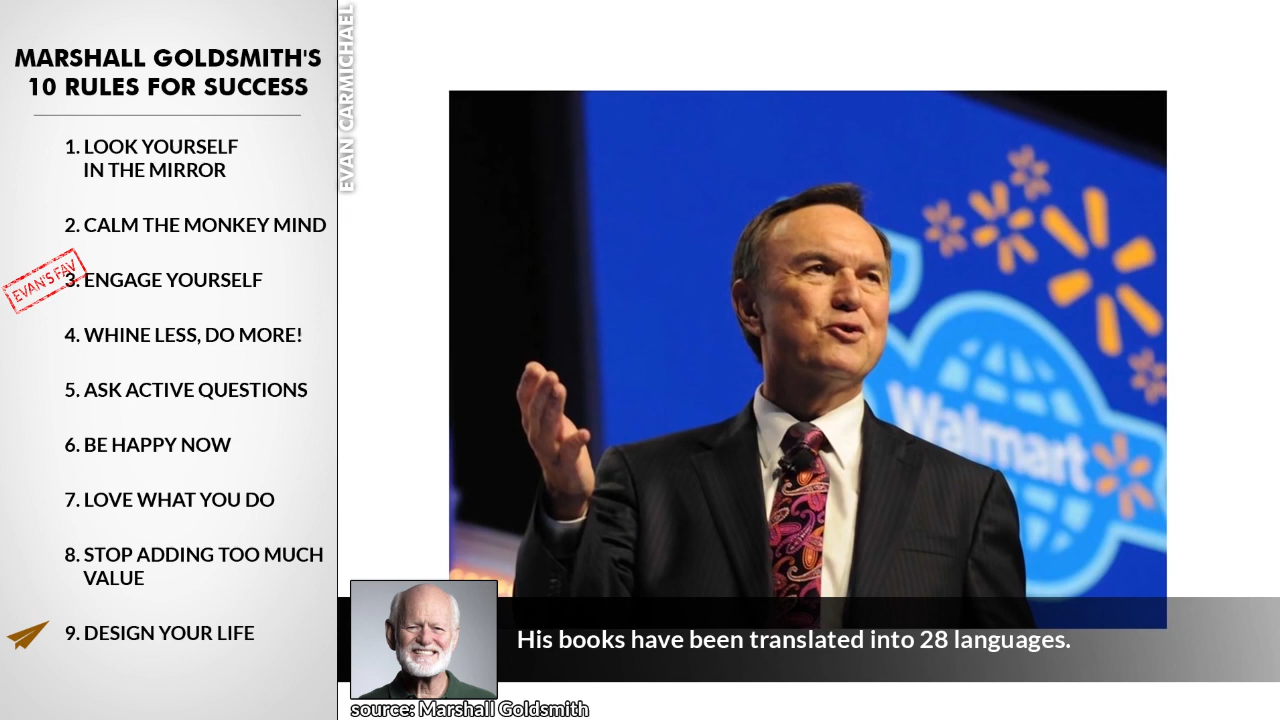 MARSHALL GOLDSMITH'S
10 RULES FOR SUCCESS
1. LOOK YOURSELF
IN THE MIRROR
2. CALM THE MONKEY MIND
EVAN'S FAV
3. ENGAGE YOURSELF
4. WHINE LESS, DO MORE!
5. ASK ACTIVE QUESTIONS
6. BE HAPPY NOW
7. LOVE WHAT YOU DO
8. STOP ADDING TOO MUCH
VALUE
9. DESIGN YOUR LIFE
EVAN CARMICHAEL
Walmart
His books have been translated into 28 languages.
source: Marshall Goldsmith